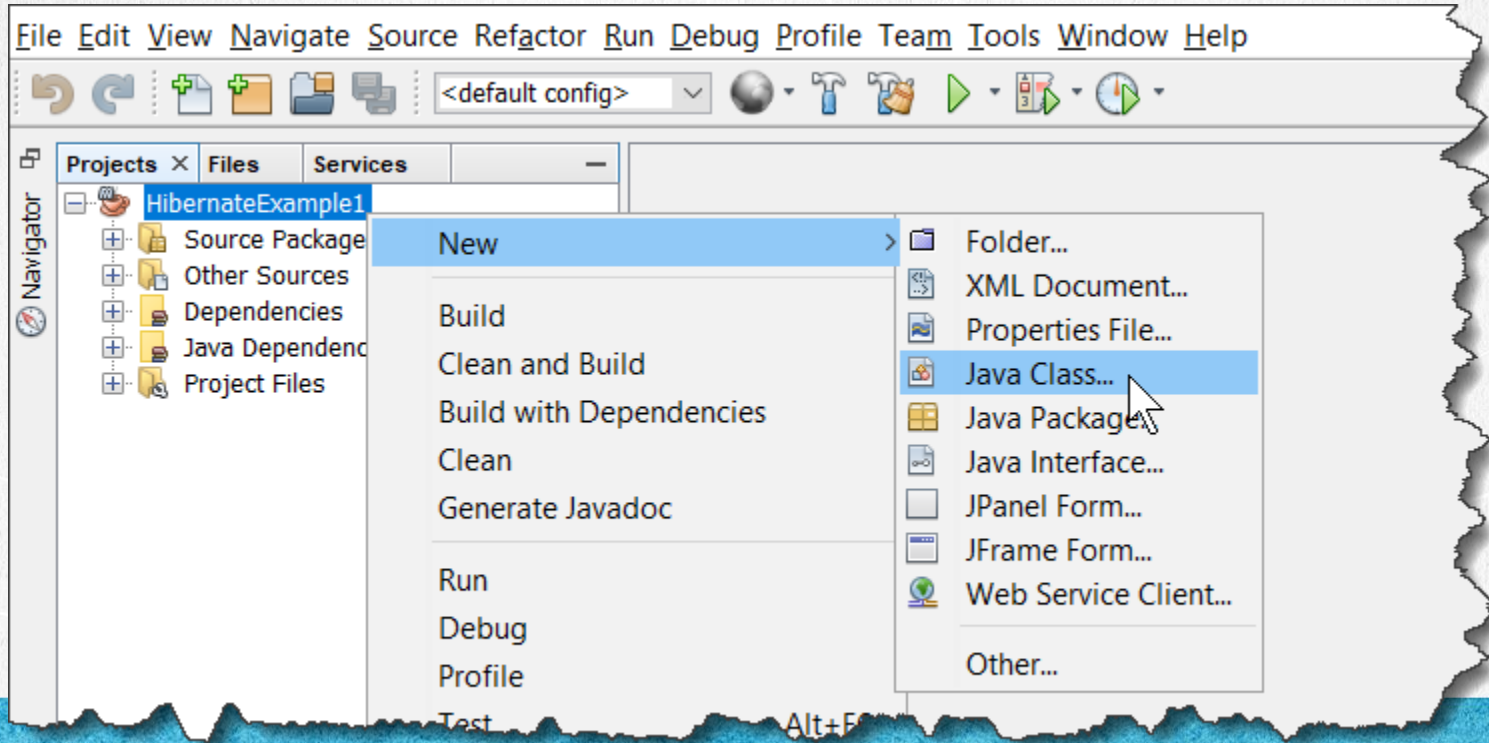 File Edit View Navigate Source Refactor Run Debug Profile Team Tools Window Help
<default config>
Projects Files Services
Navigator
HibernateExample1
Source Package
Other Sources
Dependencies
Java Dependenc
Project Files
New
Build
Clean and Build
Build with Dependencies
Clean
Generate Javadoc
Run
Debug
Profile
Test
Folder...
XML Document...
Properties File...
Java Class...
Java Package
Java Interface...
JPanel Form...
JFrame Form...
Web Service Client...
Other...